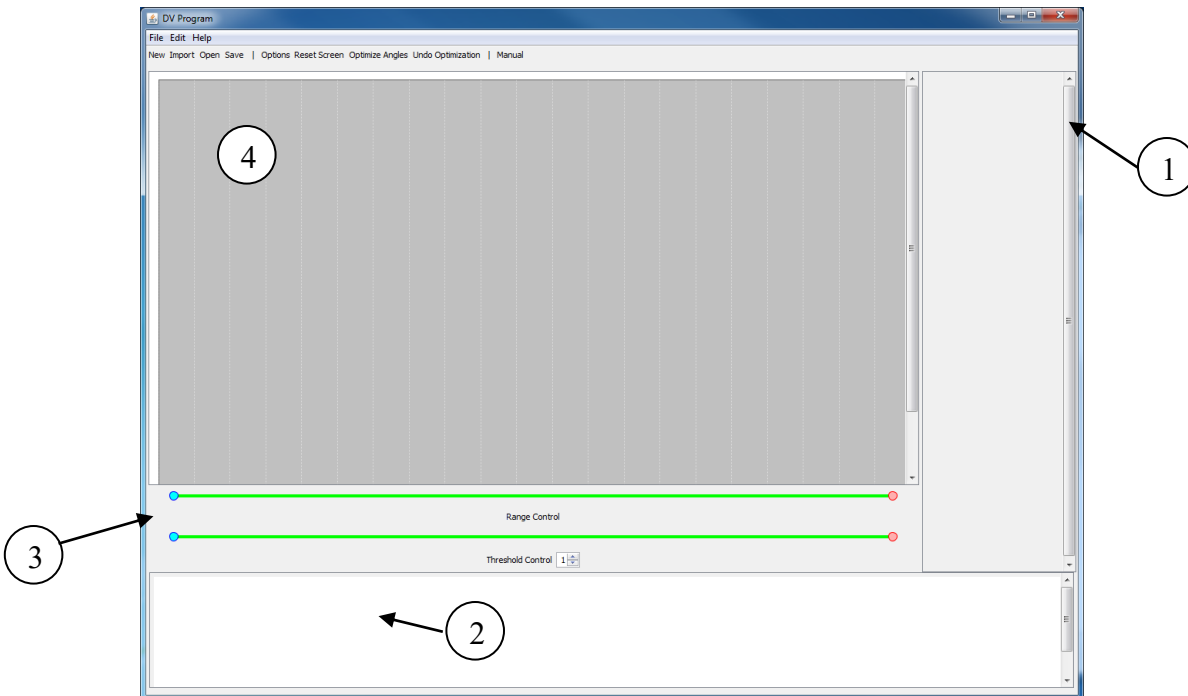 DV Program
File Edit Help
New Import Open Save | Options Reset Screen Optimize Angles Undo Optimization | Manual
4
1
Range Control
3
Threshold Control 1
2